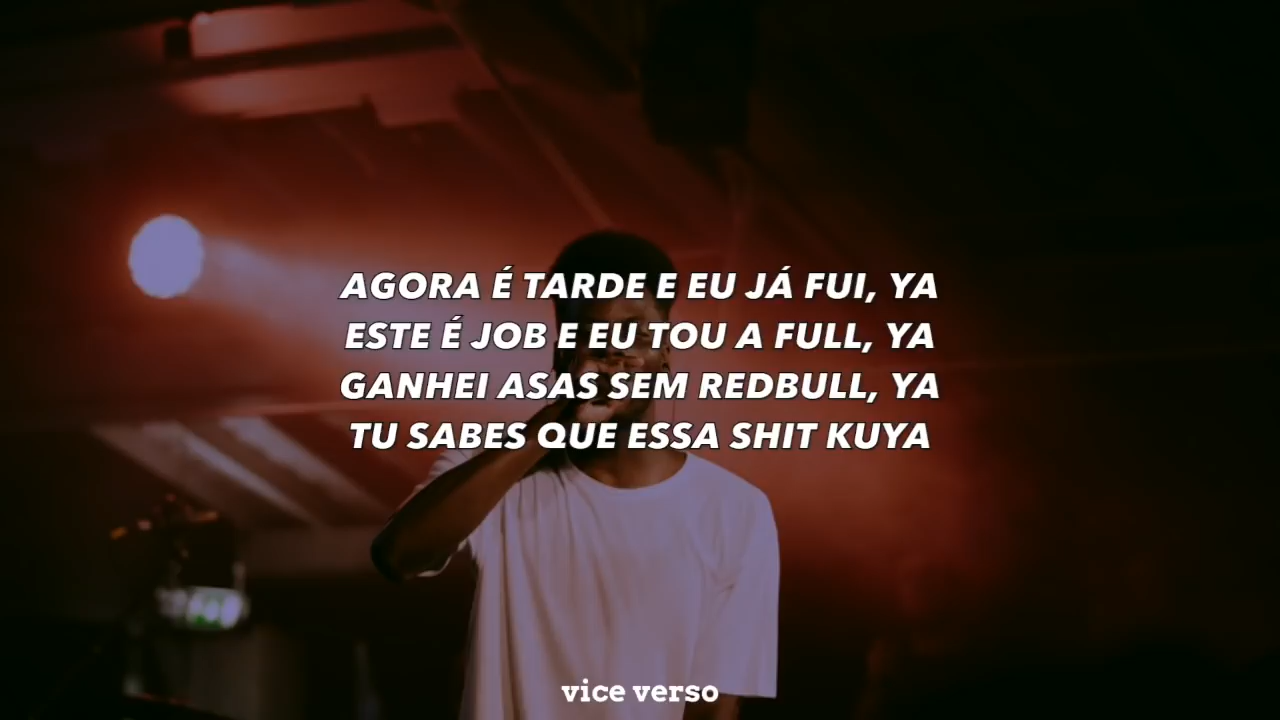 AGORA É TARDE E EU JÁ FUI, YA
ESTE É JOB E EU TOU A FULL, YA
GANHEI ASAS SEM REDBULL, YA
TU SABES QUE ESSA SHIT KUYA
vice verso